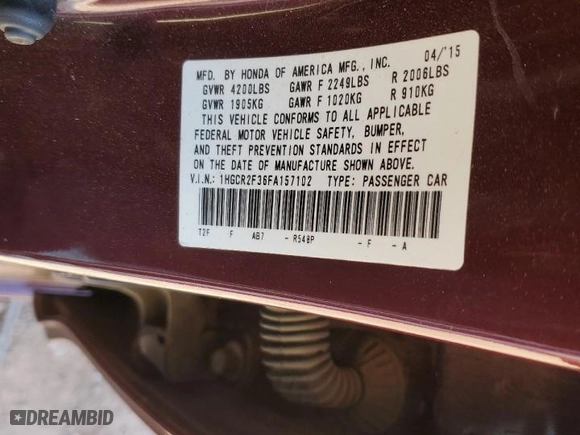 MFD. BY HONDA OF AMERICA MFG., INC. 04/'15
GVWR 4200LBS GAWR F 2249LBS R 2006LBS
GVWR 1905KG GAWR F 1020KG R 910KG
THIS VEHICLE CONFORMS TO ALL APPLICABLE
FEDERAL MOTOR VEHICLE SAFETY, BUMPER,
AND THEFT PREVENTION STANDARDS IN EFFECT
ON THE DATE OF MANUFACTURE SHOWN ABOVE.
V.I.N.: 1HGCR2F36FA157102 TYPE: PASSENGER CAR
T2F F AB7 - R548P - F - A
DREAMBID